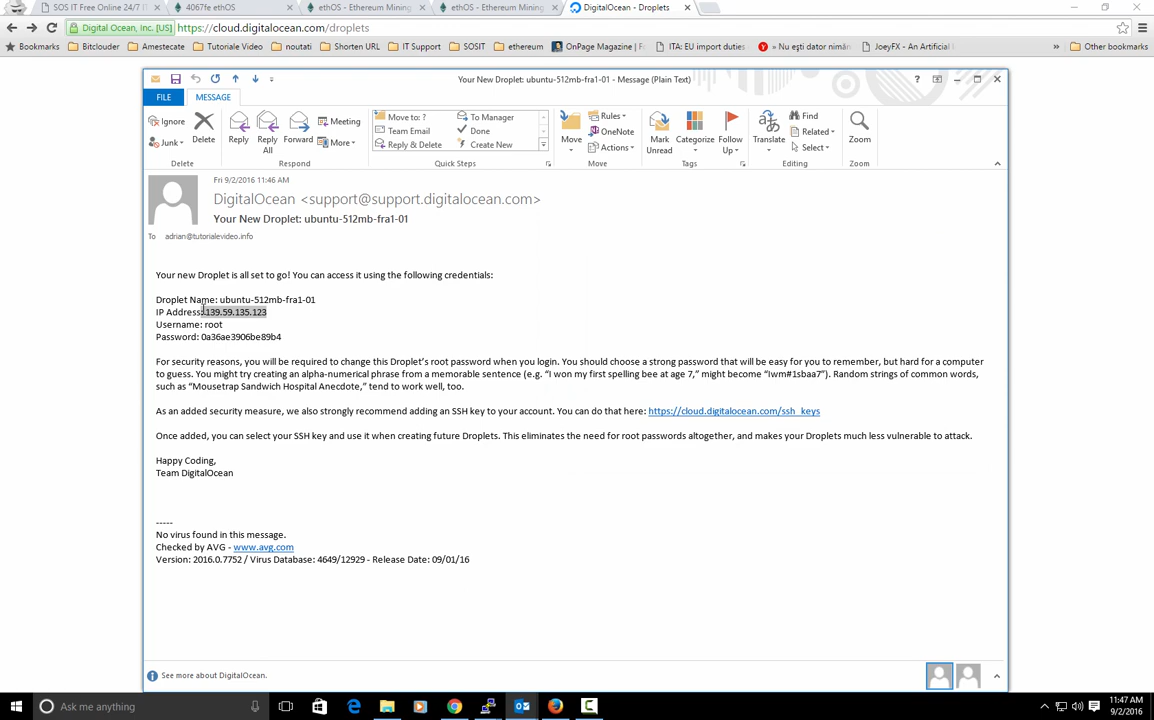 SOS IT Free Online 24/7 I
4067fe ethOS
ethOS - Ethereum Mining
ethOS - Ethereum Mining
DigitalOcean - Droplets
Digital Ocean, Inc. [US]
https://cloud.digitalocean.com/droplets
Bookmarks
Bitclouder
Amestecate
Tutoriale Video
noutati
Shorten URL
IT Support
SOSIT
ethereum
OnPage Magazine | Fr
ITA: EU import duties
Nu ești dator nimăn
JoeyFX - An Artificial
»
Other bookmarks
Your New Droplet: ubuntu-512mb-fra1-01 - Message (Plain Text)
?
FILE
MESSAGE
Ignore
Junk
Delete
Reply
Reply
All
Forward
Meeting
More
Move to: ?
Team Email
Reply & Delete
To Manager
Done
Create New
Move
Rules
OneNote
Actions
Mark
Unread
Categorize
Follow
Up
Translate
Find
Related
Select
Zoom
Delete
Respond
Quick Steps
Move
Tags
Editing
Zoom
Fri 9/2/2016 11:46 AM
DigitalOcean <support@support.digitalocean.com>
Your New Droplet: ubuntu-512mb-fra1-01
To adrian@tutorialevideo.info
Your new Droplet is all set to go! You can access it using the following credentials:
Droplet Name: ubuntu-512mb-fra1-01
IP Address: 139.59.135.123
Username: root
Password: 0a36ae3906be89b4
For security reasons, you will be required to change this Droplet's root password when you login. You should choose a strong password that will be easy for you to remember, but hard for a computer
to guess. You might try creating an alpha-numerical phrase from a memorable sentence (e.g. “I won my first spelling bee at age 7,” might become “Iwm#1sbaa7”). Random strings of common words,
such as “Mousetrap Sandwich Hospital Anecdote,” tend to work well, too.
As an added security measure, we also strongly recommend adding an SSH key to your account. You can do that here: https://cloud.digitalocean.com/ssh_keys
Once added, you can select your SSH key and use it when creating future Droplets. This eliminates the need for root passwords altogether, and makes your Droplets much less vulnerable to attack.
Happy Coding,
Team DigitalOcean
-----
No virus found in this message.
Checked by AVG - www.avg.com
Version: 2016.0.7752 / Virus Database: 4649/12929 - Release Date: 09/01/16
See more about DigitalOcean.
Ask me anything
11:47 AM
9/2/2016